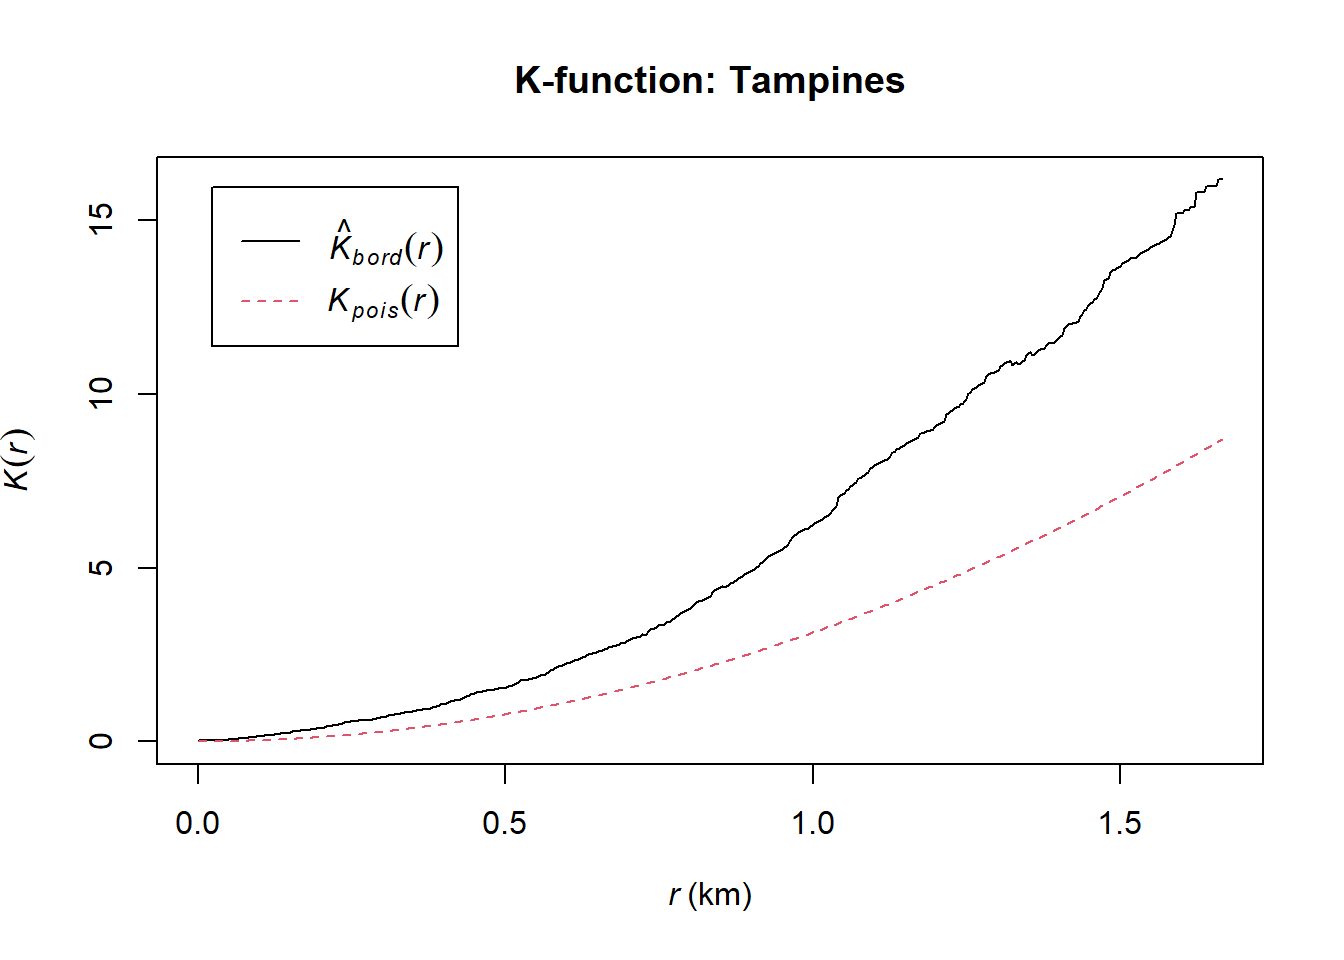 K-function: Tampines
K̂bord(r)
Kpois(r)
K(r)
15
10
5
0
0.0 0.5 1.0 1.5
r (km)